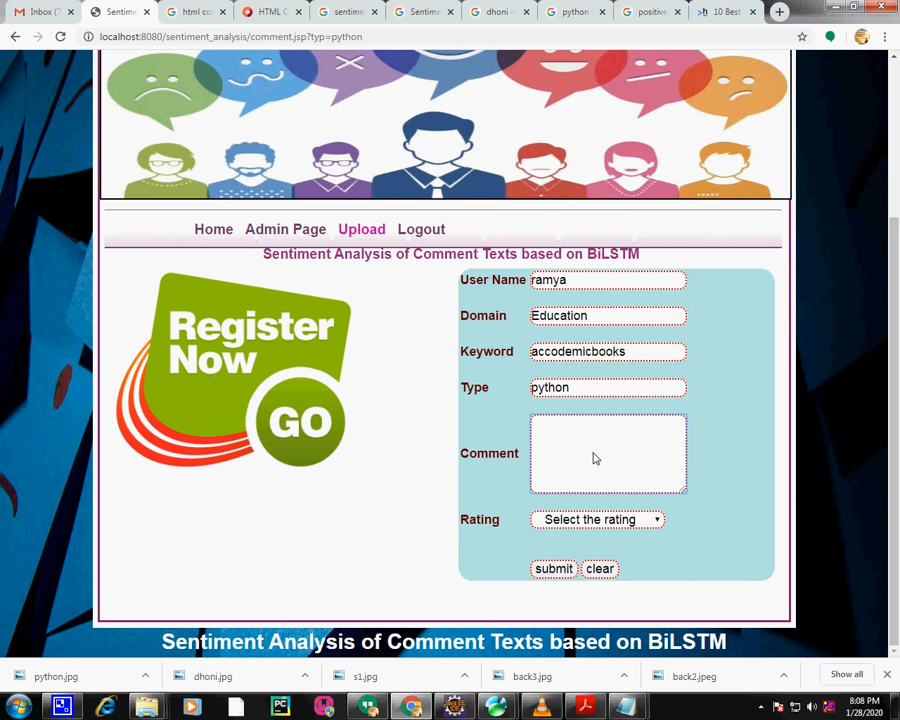 Inbox (7
Sentime
html col
HTML C
sentime
Sentime
dhoni -
python
positive
10 Best
localhost:8080/sentiment_analysis/comment.jsp?typ=python
Home Admin Page Upload Logout
Sentiment Analysis of Comment Texts based on BiLSTM
Register
Now
GO
User Name ramya
Domain Education
Keyword accodemicbooks
Type python
Comment
Rating Select the rating
submit clear
Sentiment Analysis of Comment Texts based on BiLSTM
python.jpg
dhoni.jpg
s1.jpg
back3.jpg
back2.jpeg
Show all
PC
8:08 PM
1/28/2020